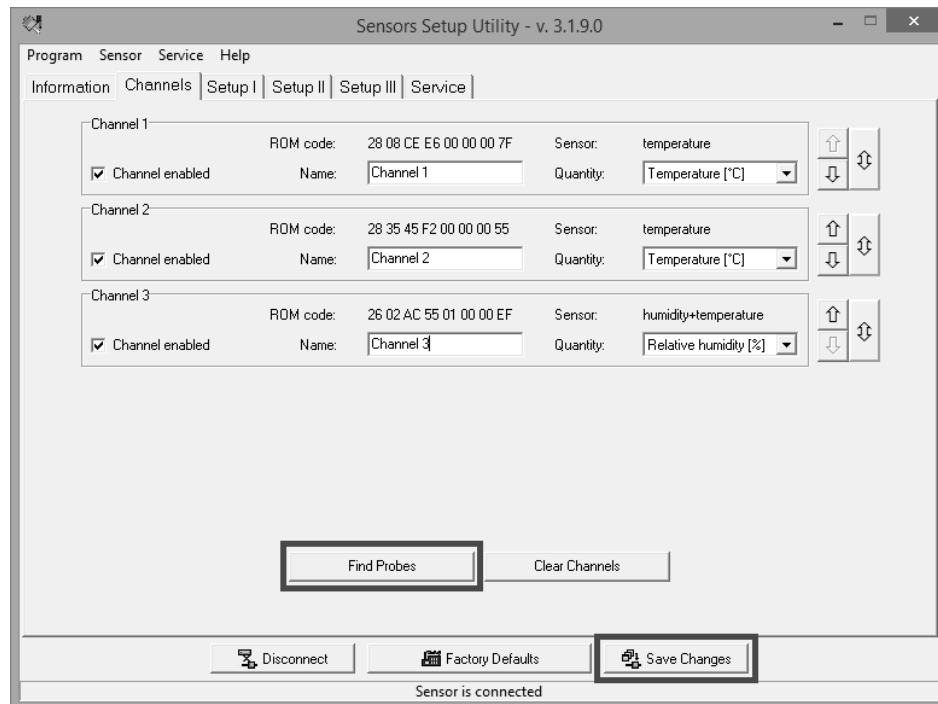 Sensors Setup Utility - v. 3.1.9.0
Program Sensor Service Help
Information Channels Setup I Setup II Setup III Service
Channel 1
ROM code: 28 08 CE E6 00 00 00 7F Sensor: temperature
Channel enabled Name: Channel 1 Quantity: Temperature [°C]
Channel 2
ROM code: 28 35 45 F2 00 00 00 55 Sensor: temperature
Channel enabled Name: Channel 2 Quantity: Temperature [°C]
Channel 3
ROM code: 26 02 AC 55 01 00 00 EF Sensor: humidity+temperature
Channel enabled Name: Channel 3 Quantity: Relative humidity [%]
Find Probes Clear Channels
Disconnect Factory Defaults Save Changes
Sensor is connected